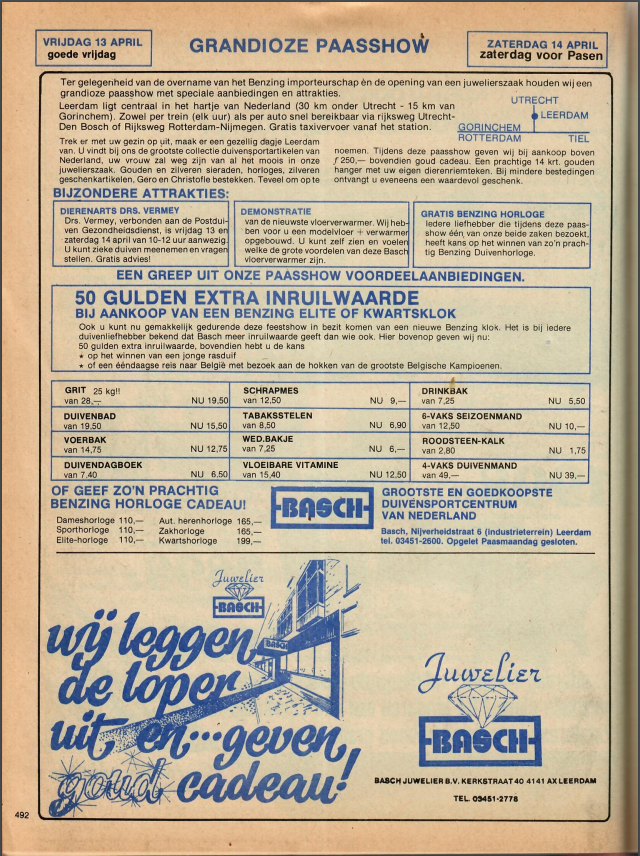 VRIJDAG 13 APRIL
goede vrijdag
GRANDIOZE PAASSHOW
ZATERDAG 14 APRIL
zaterdag voor Pasen
Ter gelegenheid van de overname van het Benzing importeurschap èn de opening van een juwelierszaak houden wij een
grandioze paasshow met speciale aanbiedingen en attrakties.
Leerdam ligt centraal in het hartje van Nederland (30 km onder Utrecht - 15 km van
Gorinchem). Zowel per trein (elk uur) als per auto snel bereikbaar via rijksweg Utrecht-
Den Bosch of Rijksweg Rotterdam-Nijmegen. Gratis taxivervoer vanaf het station.
UTRECHT
LEERDAM
GORINCHEM
ROTTERDAM
TIEL
Trek er met uw gezin op uit, maak er een gezellig dagje Leerdam
van. U vindt bij ons de grootste collectie duivensportartikelen van
Nederland, uw vrouw zal weg zijn van al het moois in onze
juwelierszaak. Gouden en zilveren sieraden, horloges, zilveren
geschenkartikelen, Gero en Christofle bestekken. Teveel om op te
noemen. Tijdens deze paasshow geven wij bij aankoop boven
ƒ 250,— bovendien goud cadeau. Een prachtige 14 krt. gouden
hanger met uw eigen dierenriemteken. Bij mindere bestedingen
ontvangt u eveneens een waardevol geschenk.
BIJZONDERE ATTRAKTIES:
DIERENARTS DRS. VERMEY
Drs. Vermey, verbonden aan de Postdui-
ven Gezondheidsdienst, is vrijdag 13 en
zaterdag 14 april van 10-12 uur aanwezig.
U kunt zieke duiven meenemen en vragen
stellen. Gratis advies!
DEMONSTRATIE
van de nieuwste vloerverwarmer. Wij heb-
ben voor u een modelvloer + verwarmer
opgebouwd. U kunt zelf zien en voelen
welke de grote voordelen van deze Basch
vloerverwarmer zijn.
GRATIS BENZING HORLOGE
Iedere liefhebber die tijdens deze paas-
show één van onze beide zaken bezoekt,
heeft kans op het winnen van zo'n prach-
tig Benzing Duivenhorloge.
EEN GREEP UIT ONZE PAASSHOW VOORDEELAANBIEDINGEN.
50 GULDEN EXTRA INRUILWAARDE
BIJ AANKOOP VAN EEN BENZING ELITE OF KWARTSKLOK
Ook u kunt nu gemakkelijk gedurende deze feestshow in bezit komen van een nieuwe Benzing klok. Het is bij iedere
duivenliefhebber bekend dat Basch meer inruilwaarde geeft dan wie ook. Hier bovenop geven wij nu:
50 gulden extra inruilwaarde, bovendien hebt u de kans
★ op het winnen van een jonge rasduif
★ of een ééndaagse reis naar België met bezoek aan de hokken van de grootste Belgische Kampioenen.
GRIT 25 kg!!
van 28,— NU 19.50
SCHRAPMES
van 12,50 NU 9,—
DRINKBAK
van 7,25 NU 5,50
DUIVENBAD
van 19.50 NU 15,50
TABAKSSTELEN
van 8,50 NU 6,90
6-VAKS SEIZOENMAND
van 12,50 NU 10,—
VOERBAK
van 14,75 NU 12,75
WED.BAKJE
van 7,25 NU 6,—
ROODSTEEN-KALK
van 2,80 NU 1,75
DUIVENDAGBOEK
van 7,40 NU 6.50
VLOEIBARE VITAMINE
van 15,40 NU 12,50
4-VAKS DUIVENMAND
van 49,— NU 39,—
OF GEEF ZO'N PRACHTIG
BENZING HORLOGE CADEAU!
Dameshorloge 110,— Aut. herenhorloge 165,—
Sporthorloge 110,— Zakhorloge 165,—
Elite-horloge 110,— Kwartshorloge 199,—
BASCH
GROOTSTE EN GOEDKOOPSTE
DUIVENSPORTCENTRUM
VAN NEDERLAND
Basch, Nijverheidstraat 6 (industrieterrein) Leerdam
tel. 03451-2600. Opgelet Paasmaandag gesloten.
Juwelier
BASCH
BASCH
wij leggen
de loper
uit en...geven
goud cadeau!
Juwelier
BASCH
BASCH JUWELIER B.V. KERKSTRAAT 40 4141 AX LEERDAM
TEL. 03451-2778
492